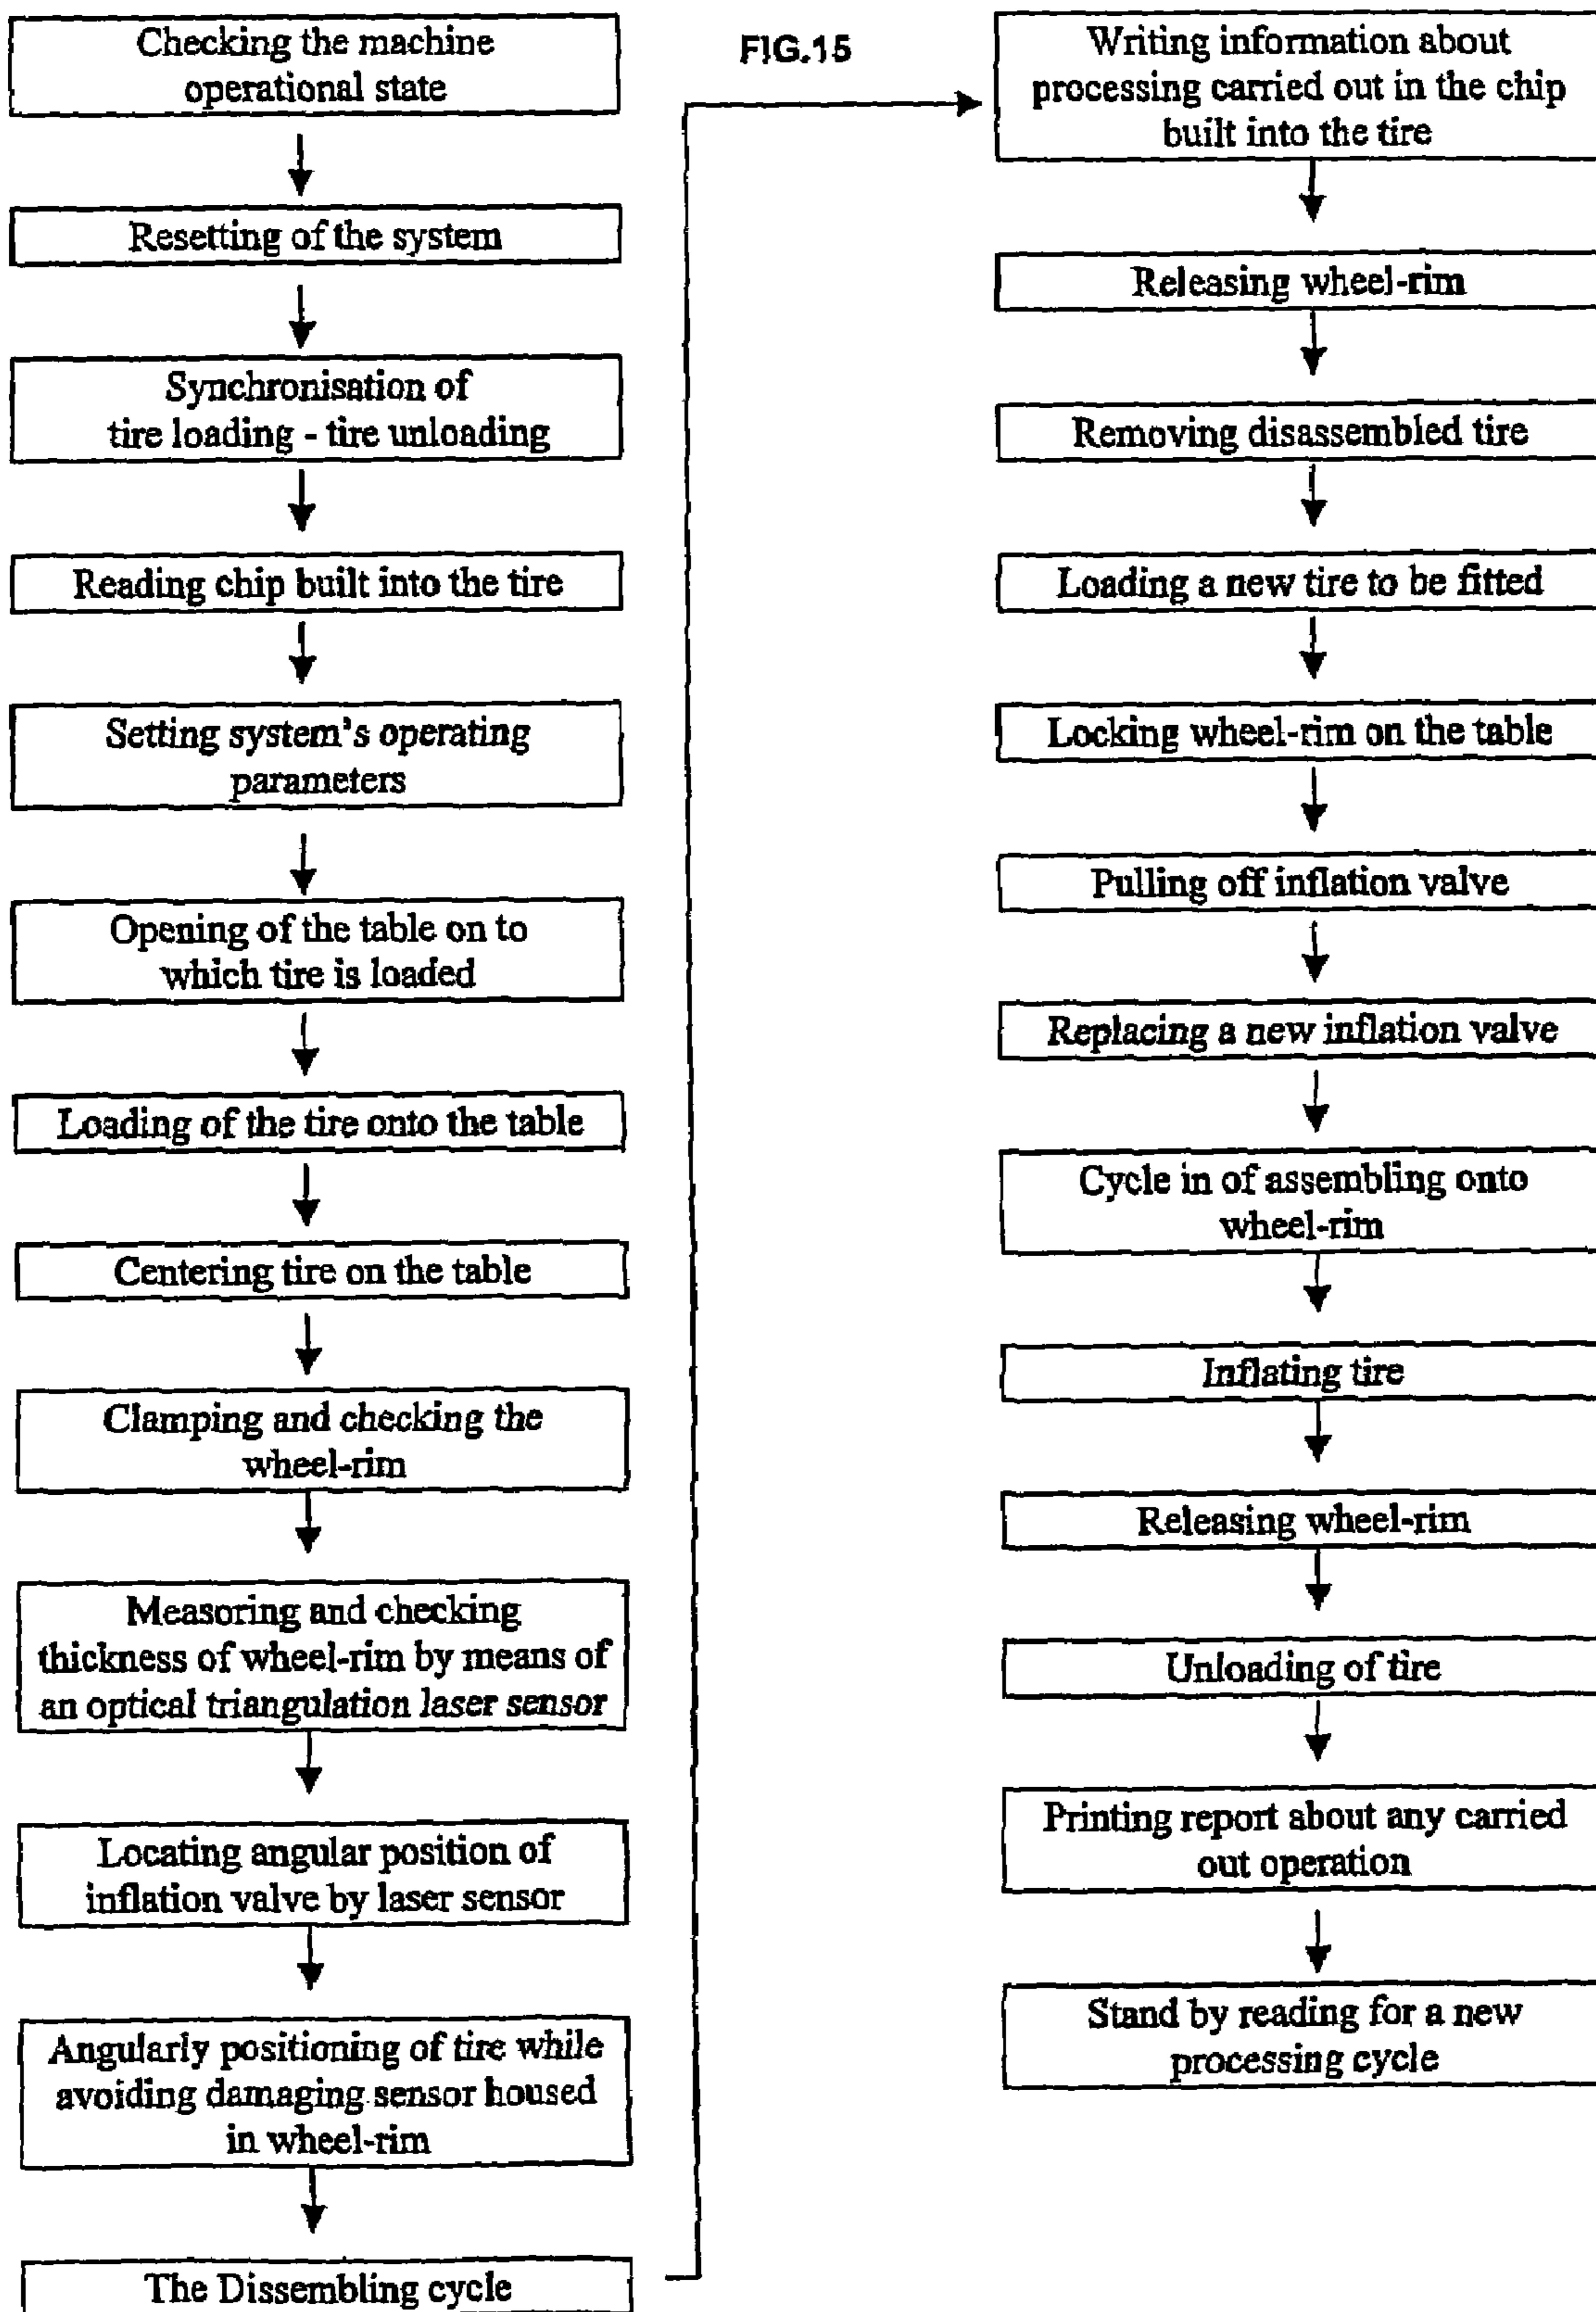 Checking the machine
operational state
Resetting of the system
Synchronisation of
tire loading - tire unloading
Reading chip built into the tire
Setting system's operating
parameters
Opening of the table on to
which tire is loaded
Loading of the tire onto the table
Centering tire on the table
Clamping and checking the
wheel-rim
Measoring and checking
thickness of wheel-rim by means of
an optical triangulation laser sensor
Locating angular position of
inflation valve by laser sensor
Angularly positioning of tire while
avoiding damaging sensor housed
in wheel-rim
The Dissembling cycle
FIG.15
Writing information about
processing carried out in the chip
built into the tire
Releasing wheel-rim
Removing disassembled tire
Loading a new tire to be fitted
Locking wheel-rim on the table
Pulling off inflation valve
Replacing a new inflation valve
Cycle in of assembling onto
wheel-rim
Inflating tire
Releasing wheel-rim
Unloading of tire
Printing report about any carried
out operation
Stand by reading for a new
processing cycle